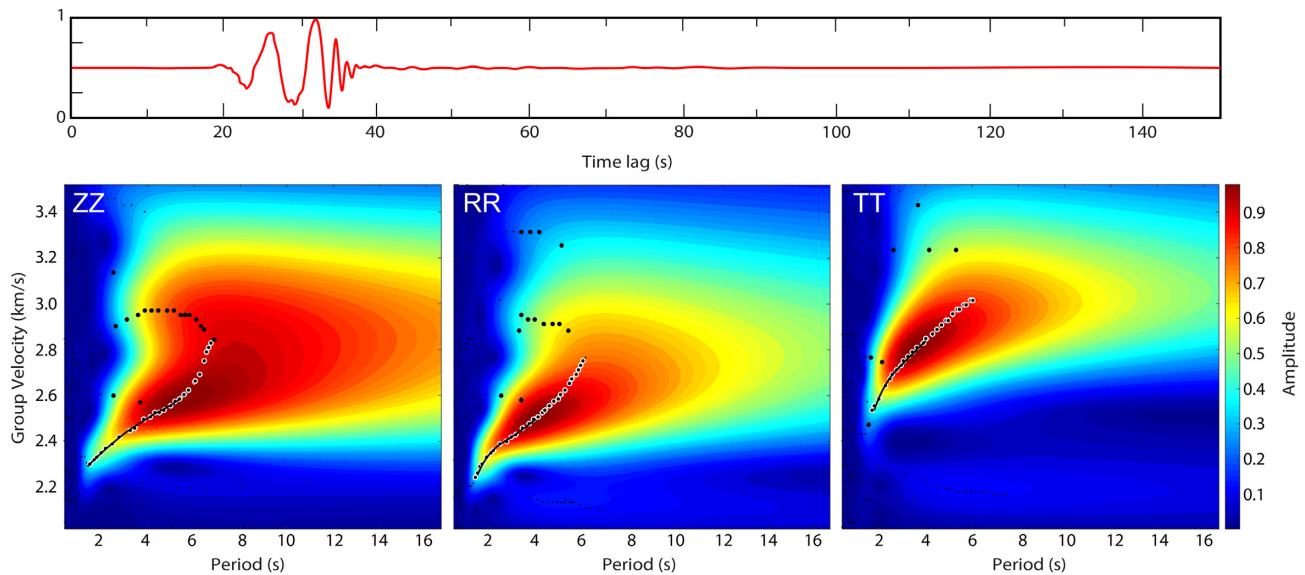 1
0
0 20 40 60 80 100 120 140
Time lag (s)
ZZ
RR
TT
3.4
3.2
3.0
2.8
2.6
2.4
2.2
Group Velocity (km/s)
2 4 6 8 10 12 14 16
Period (s)
2 4 6 8 10 12 14 16
Period (s)
2 4 6 8 10 12 14 16
Period (s)
0.9
0.8
0.7
0.6
0.5
0.4
0.3
0.2
0.1
Amplitude